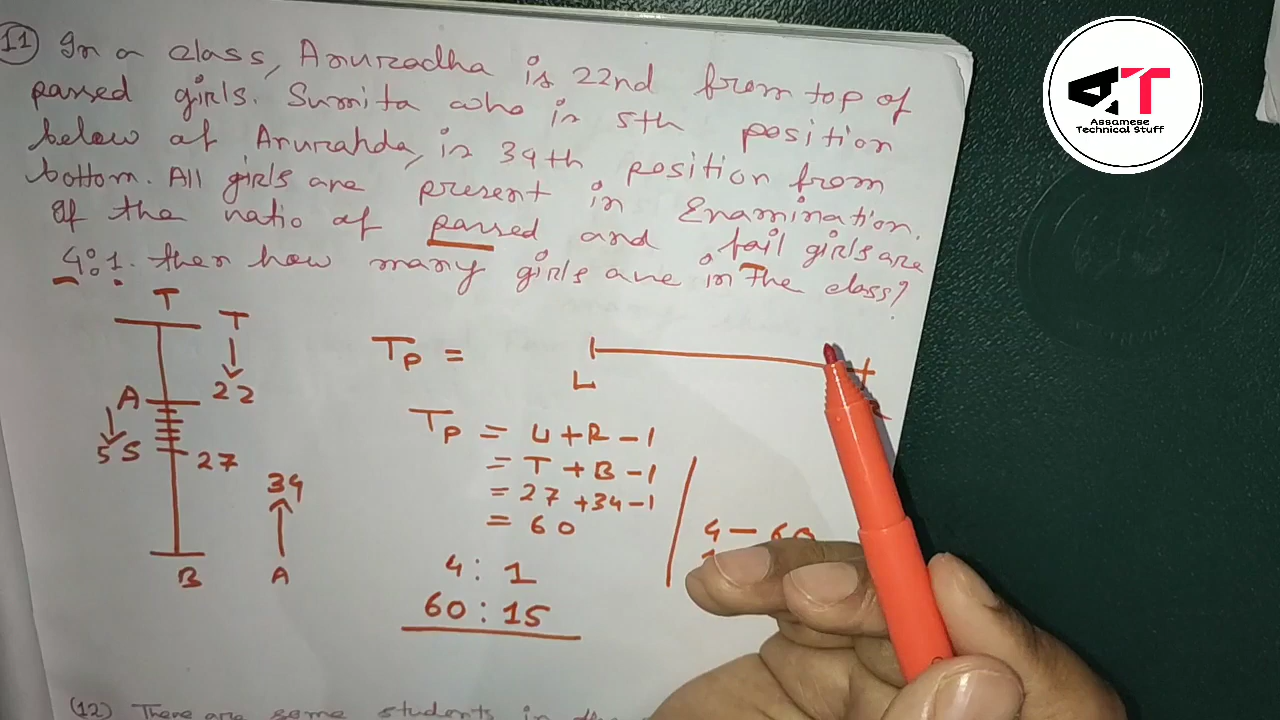 11 In a class, Anuradha is 22nd from top of
passed girls. Sumita who is 5th position
below of Anurahda, is 34th position from
bottom. All girls are present in Examination.
If the ratio of passed and fail girls are
4:1. then how many girls are in The class?
T
T
22
A
5 S
27
34
B
A
Tp =
L
Tp = L+R-1
= T+B-1
= 27+34-1
= 60
4 : 1
60 : 15
4 - 60
(12) There are some students in the
AT
Assamese
Technical Stuff